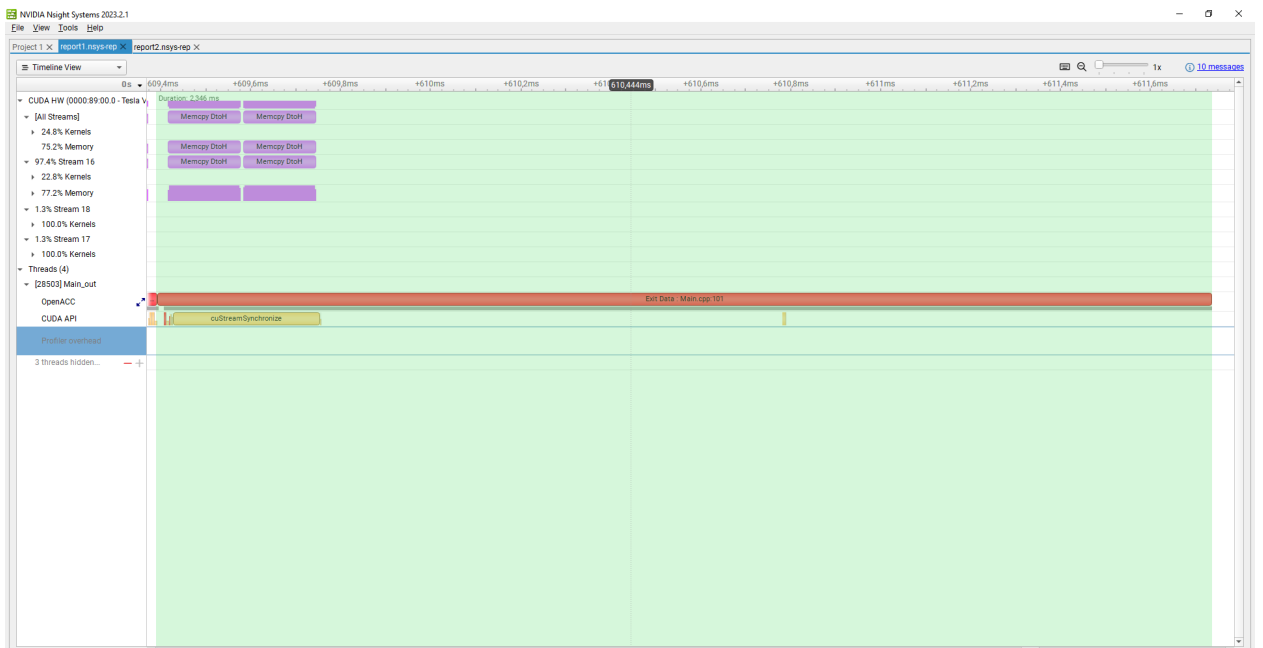 NVIDIA Nsight Systems 2023.2.1
File View Tools Help
Project 1 report1.nsys-rep report2.nsys-rep
Timeline View 1x 10 messages
0s 609,4ms +609,6ms +609,8ms +610ms +610,2ms 610,444ms +610,6ms +610,8ms +611ms +611,2ms +611,4ms +611,6ms
CUDA HW (0000:89:00.0 - Tesla V Duration: 2,346 ms
[All Streams] Memcpy DtoH Memcpy DtoH
24.8% Kernels
75.2% Memory Memcpy DtoH Memcpy DtoH
97.4% Stream 16 Memcpy DtoH Memcpy DtoH
22.8% Kernels
77.2% Memory
1.3% Stream 18
100.0% Kernels
1.3% Stream 17
100.0% Kernels
Threads (4)
[28503] Main_out
OpenACC Exit Data : Main.cpp:101
CUDA API cuStreamSynchronize
Profiler overhead
3 threads hidden...